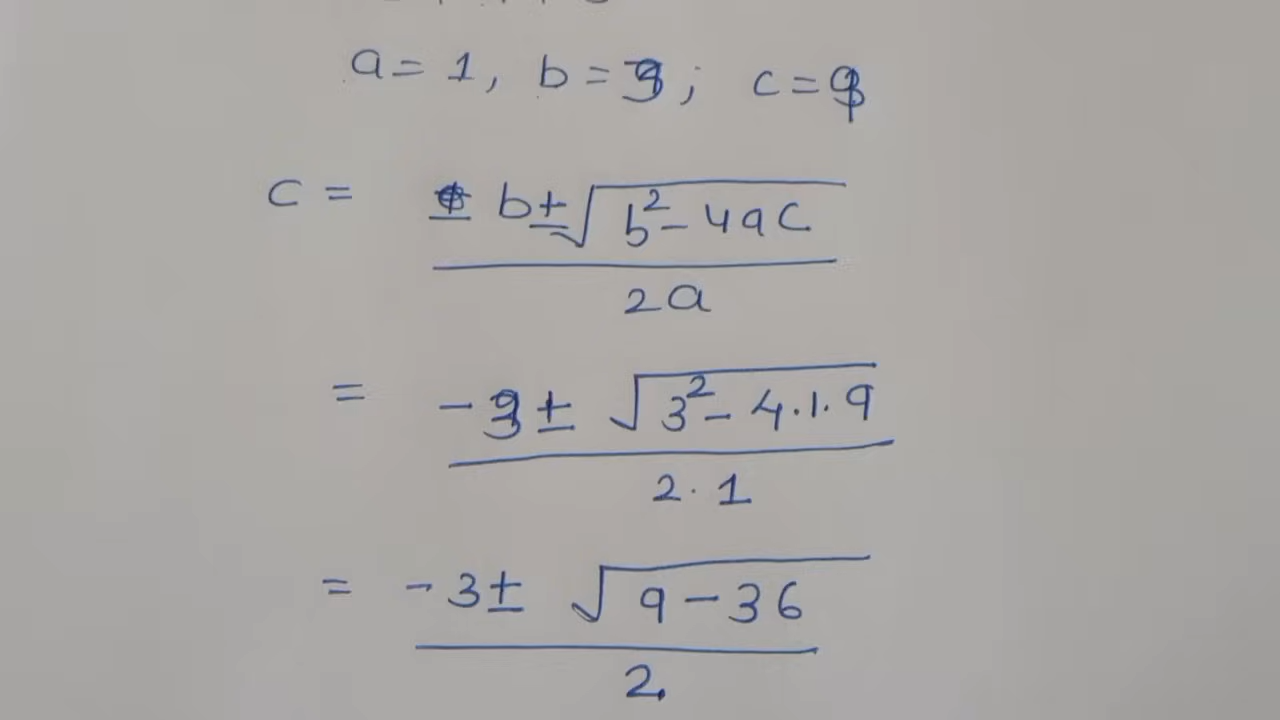 a = 1, b = 3; c = 9
c = ± b ± √b² - 4ac
2a
= - 3 ± √3² - 4.1.9
2.1
= - 3 ± √9 - 36
2